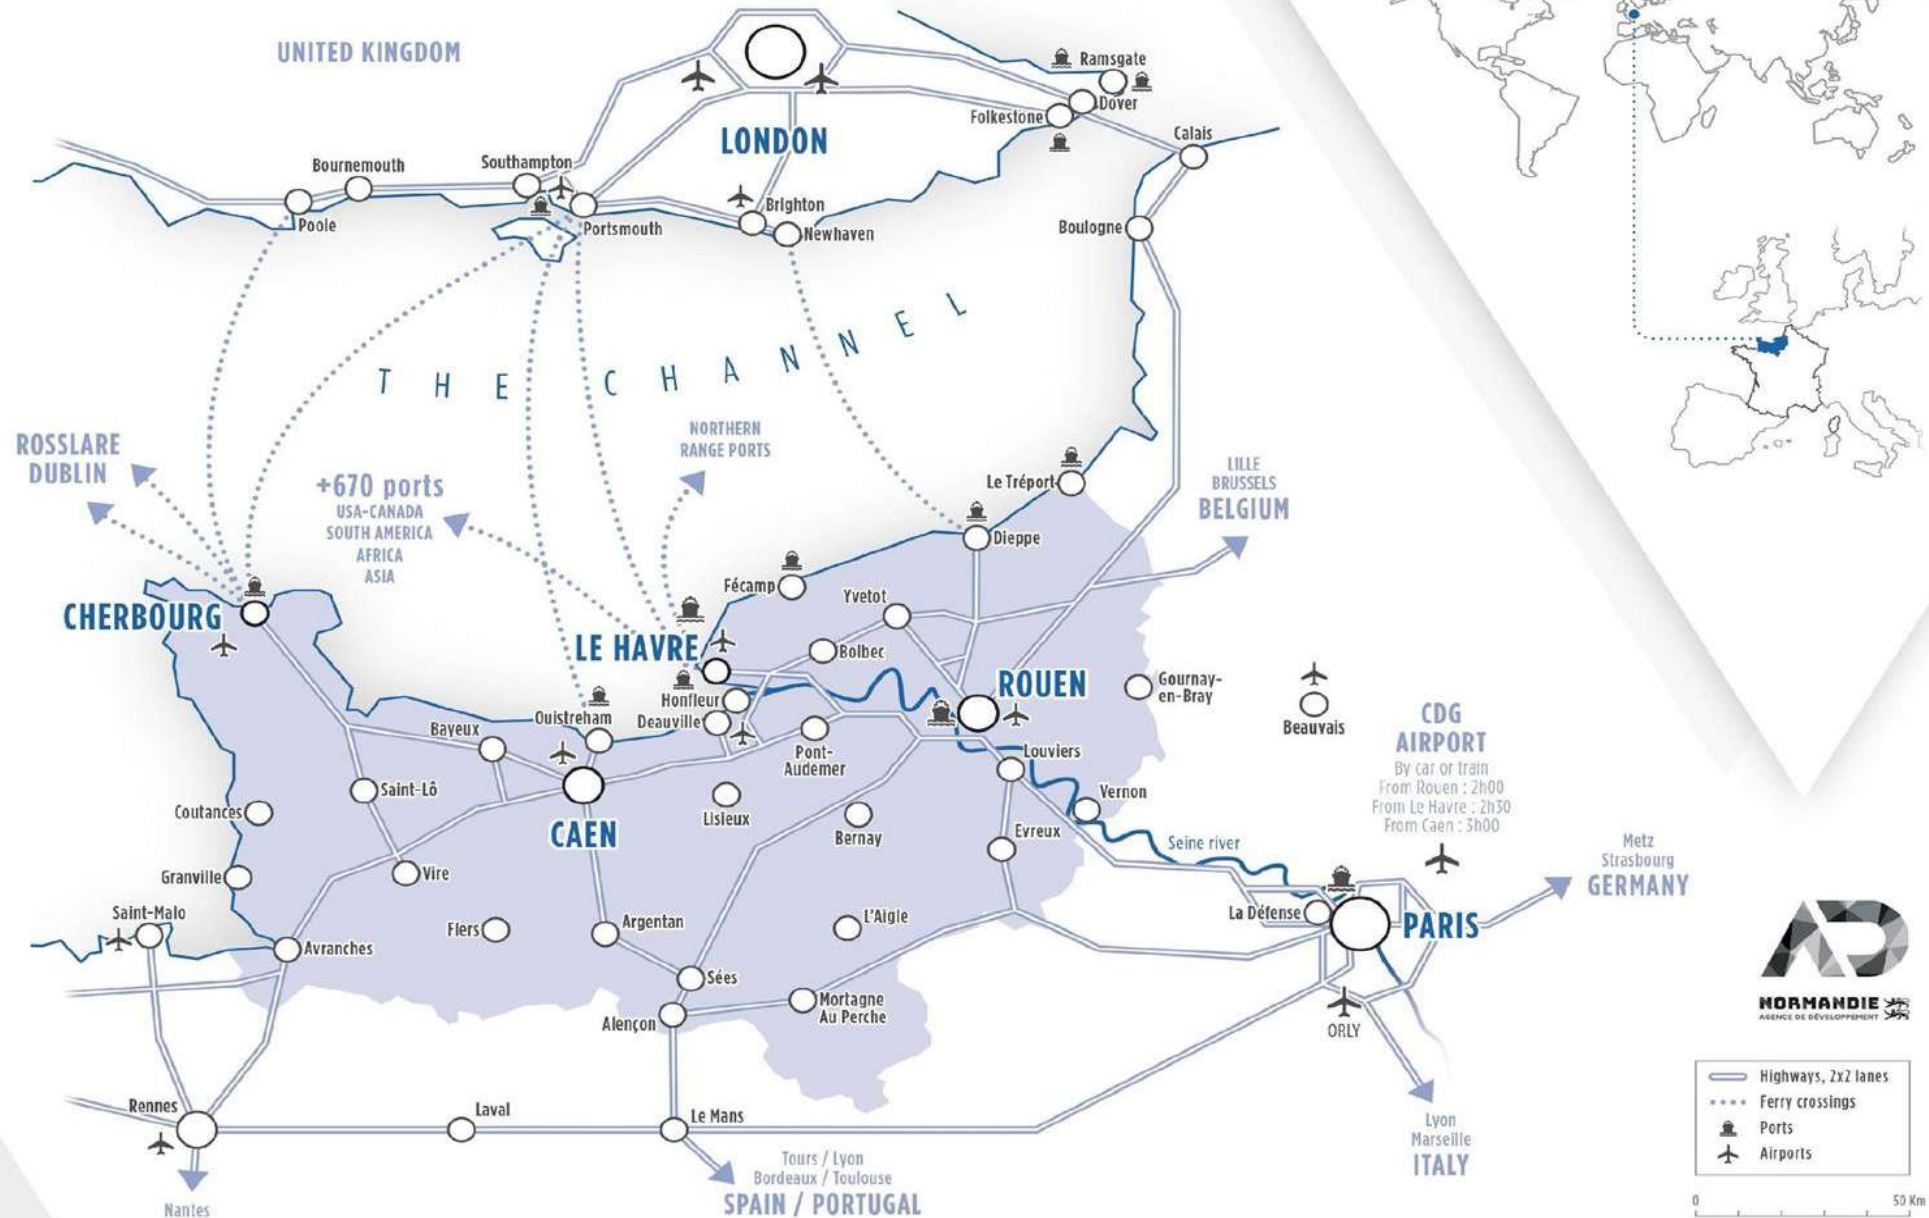 UNITED KINGDOM
LONDON
Ramsgate
Dover
Folkestone
Calais
Bournemouth
Southampton
Poole
Portsmouth
Brighton
Newhaven
Boulogne
THE CHANNEL
ROSSLARE
DUBLIN
+670 ports
USA-CANADA
SOUTH AMERICA
AFRICA
ASIA
NORTHERN
RANGE PORTS
Le Tréport
LILLE
BRUSSELS
BELGIUM
Dieppe
Fécamp
Yvetot
CHERBOURG
LE HAVRE
Bolbec
ROUEN
Gournay-
en-Bray
Beauvais
Honfleur
Deauville
Ouistreham
Bayeux
Pont-
Audemer
Louviers
CDG
AIRPORT
By car or train
From Rouen : 2h00
From Le Havre : 2h30
From Caen : 3h00
Saint-Lô
Coutances
CAEN
Lisieux
Bernay
Vernon
Evreux
Seine river
Metz
Strasbourg
GERMANY
Granville
Vire
Saint-Malo
Avranches
Flers
Argentan
L'Aigle
La Défense
PARIS
Sées
Alençon
Mortagne
Au Perche
ORLY
NORMANDIE
AGENCE DE DÉVELOPPEMENT
Rennes
Laval
Le Mans
Nantes
Tours / Lyon
Bordeaux / Toulouse
SPAIN / PORTUGAL
Lyon
Marseille
ITALY
Highways, 2x2 lanes
Ferry crossings
Ports
Airports
0
50 Km